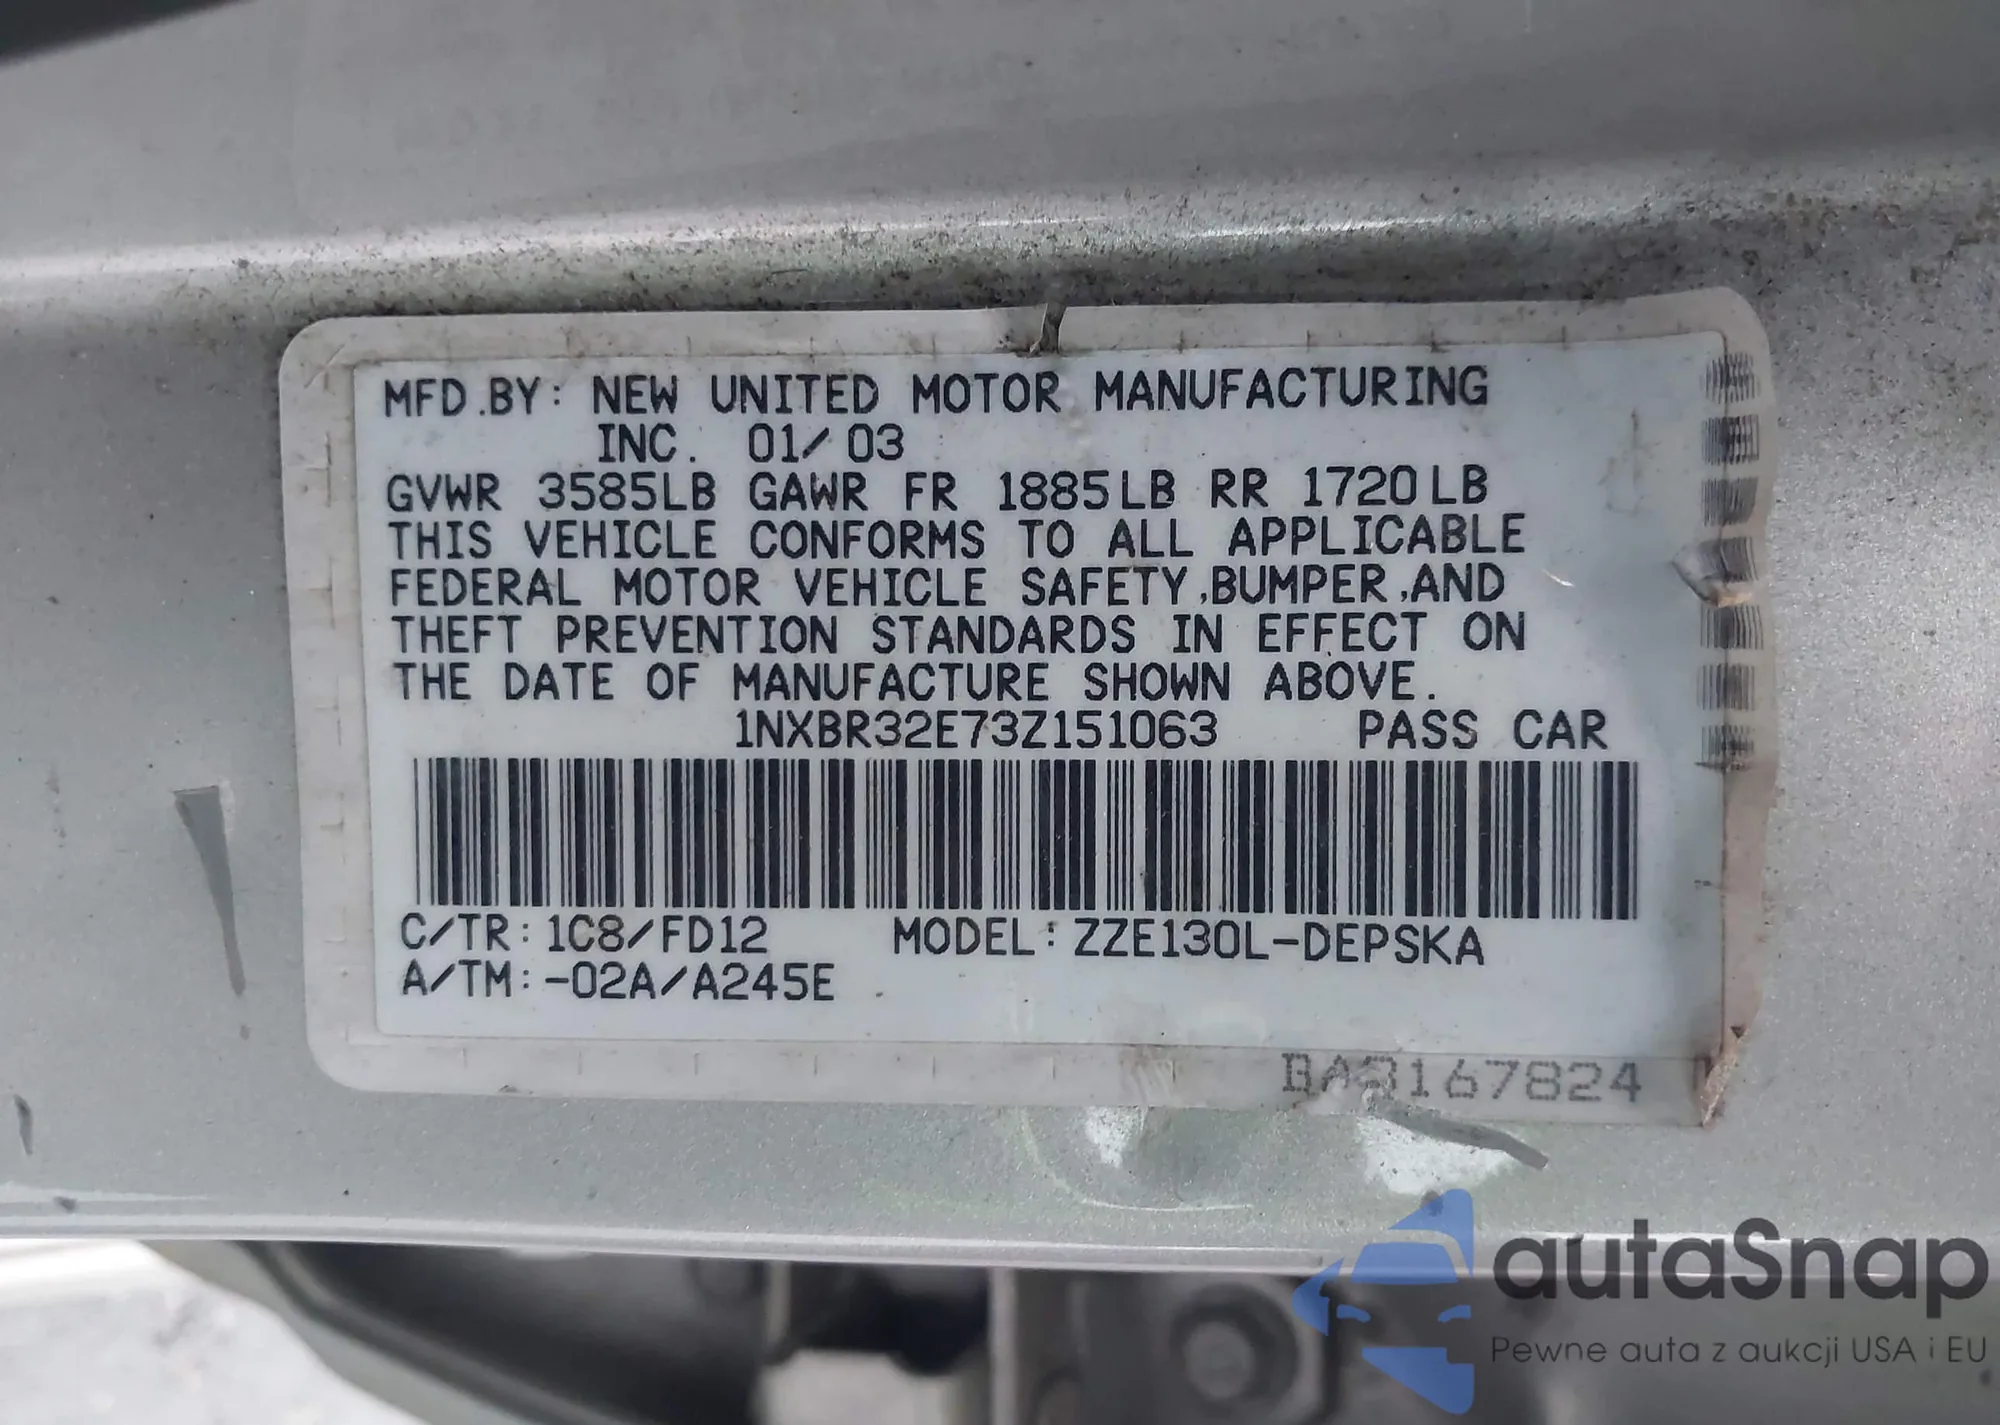 MFD.BY: NEW UNITED MOTOR MANUFACTURING
INC. 01/03
GVWR 3585LB GAWR FR 1885LB RR 1720LB
THIS VEHICLE CONFORMS TO ALL APPLICABLE
FEDERAL MOTOR VEHICLE SAFETY,BUMPER,AND
THEFT PREVENTION STANDARDS IN EFFECT ON
THE DATE OF MANUFACTURE SHOWN ABOVE.
1NXBR32E73Z151063 PASS CAR
C/TR: 1C8/FD12 MODEL: ZZE130L-DEPSKA
A/TM: -02A/A245E
BA3167824
autaSnap
Pewne auta z aukcji USA i EU